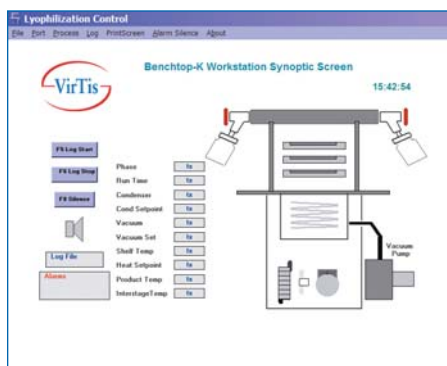 Lyophilization Control
File Port Process Log PrintScreen Alarm Silence About
VirTis
Benchtop-K Workstation Synoptic Screen
15:42:54
F5 Log Start
F6 Log Stop
F8 Silence
Log File
Alarms
Phase
Run Time
Condenser
Cond Setpoint
Vacuum
Vacuum Set
Shelf Temp
Heat Setpoint
Product Temp
InterstageTemp
Vacuum
Pump